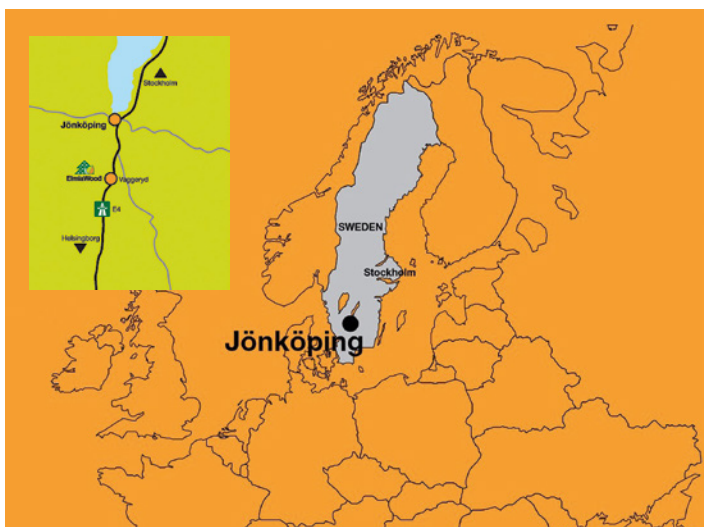 Stockholm
Jönköping
ElmiaWood
Vaggeryd
E4
Helsingborg
SWEDEN
Stockholm
Jönköping